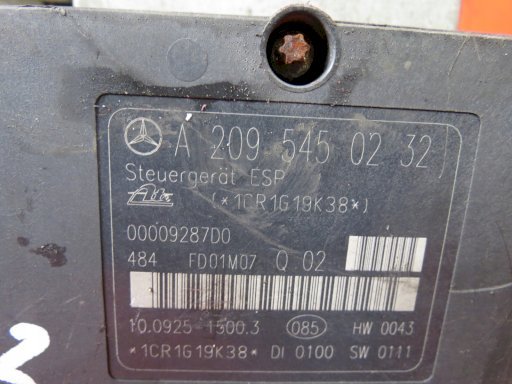 A 209 545 02 32
Steuergerät ESP
Ate (*1CR1G19K38*)
00009287D0
484 FD01M07 Q 02
10.0925-1500.3 085 HW 0043
*1CR1G19K38* DI 0100 SW 0111
2